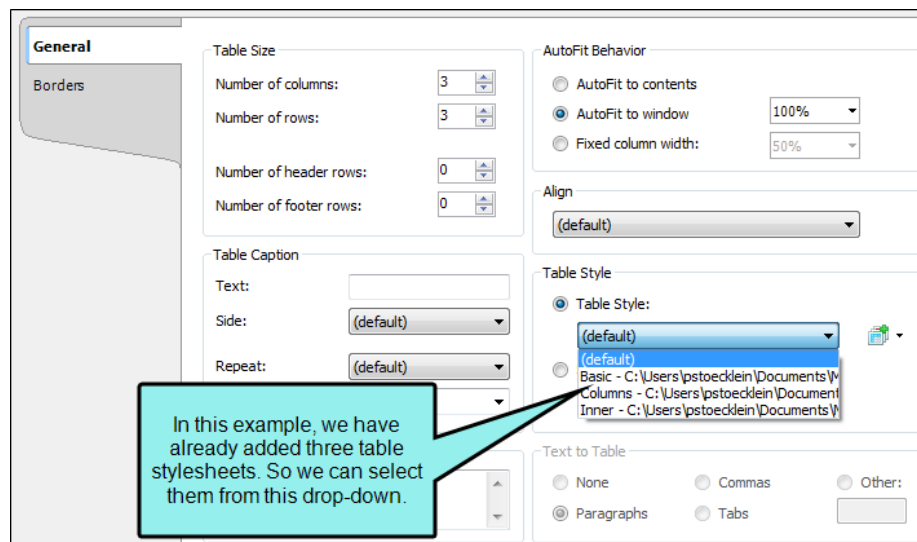 General
Borders
Table Size
Number of columns: 3
Number of rows: 3
Number of header rows: 0
Number of footer rows: 0
Table Caption
Text:
Side: (default)
Repeat: (default)
AutoFit Behavior
AutoFit to contents
AutoFit to window 100%
Fixed column width: 50%
Align
(default)
Table Style
Table Style:
(default)
(default)
Basic - C:\Users\pstoecklein\Documents\M
Columns - C:\Users\pstoecklein\Document
Inner - C:\Users\pstoecklein\Documents\M
In this example, we have
already added three table
stylesheets. So we can select
them from this drop-down.
Text to Table
None Commas Other:
Paragraphs Tabs